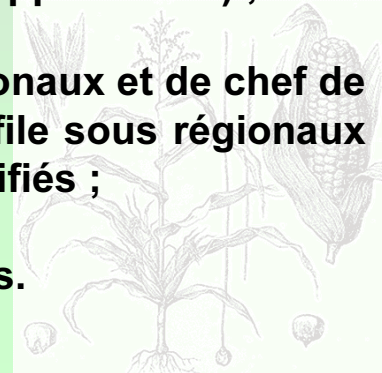 onaux et de chef de
file sous régionaux
ifiés ;
s.